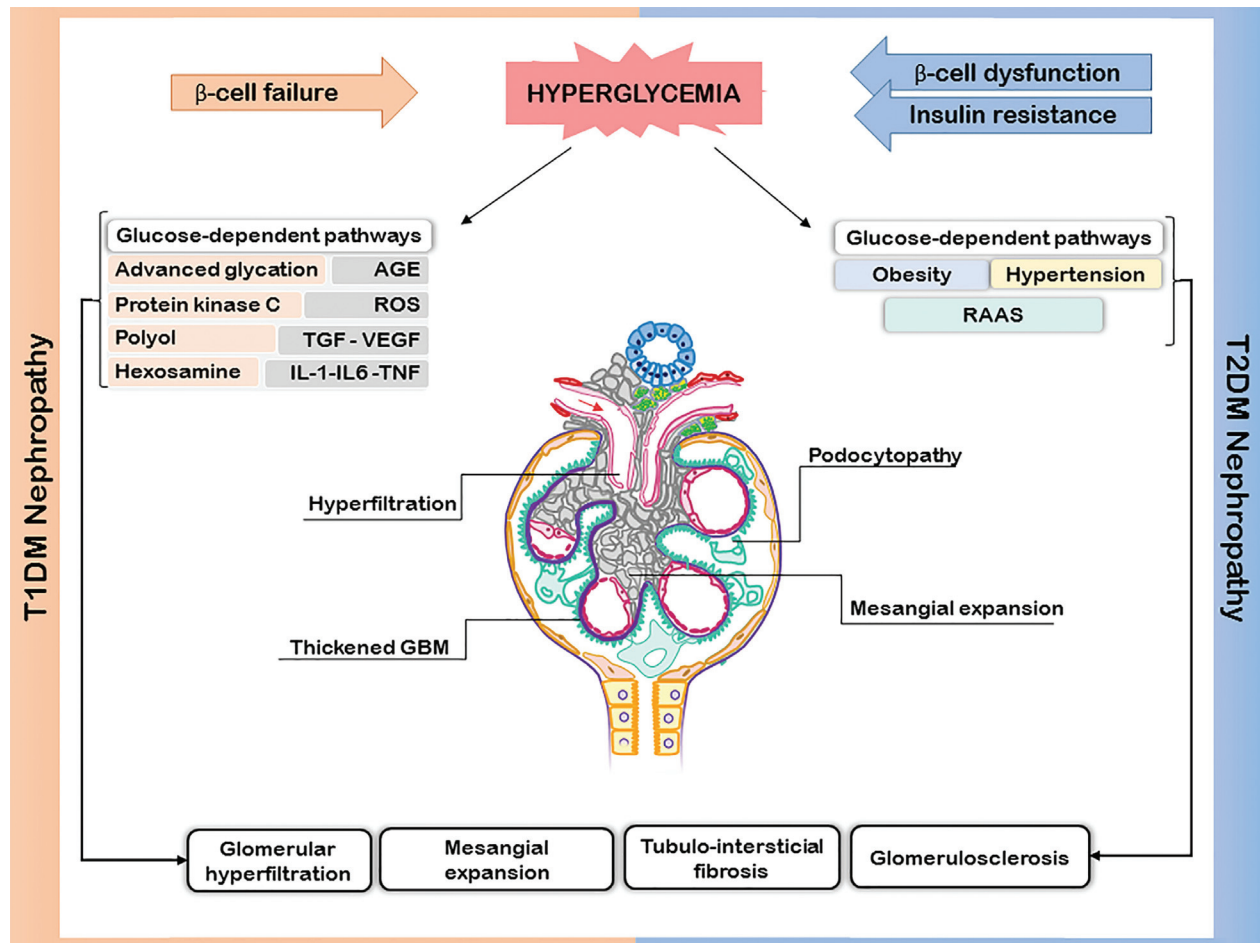 β-cell failure
HYPERGLYCEMIA
β-cell dysfunction
Insulin resistance
T1DM Nephropathy
T2DM Nephropathy
Glucose-dependent pathways
Advanced glycation
AGE
Protein kinase C
ROS
Polyol
TGF - VEGF
Hexosamine
IL-1-IL6 -TNF
Glucose-dependent pathways
Obesity
Hypertension
RAAS
Hyperfiltration
Podocytopathy
Thickened GBM
Mesangial expansion
Glomerular
hyperfiltration
Mesangial
expansion
Tubulo-intersticial
fibrosis
Glomerulosclerosis